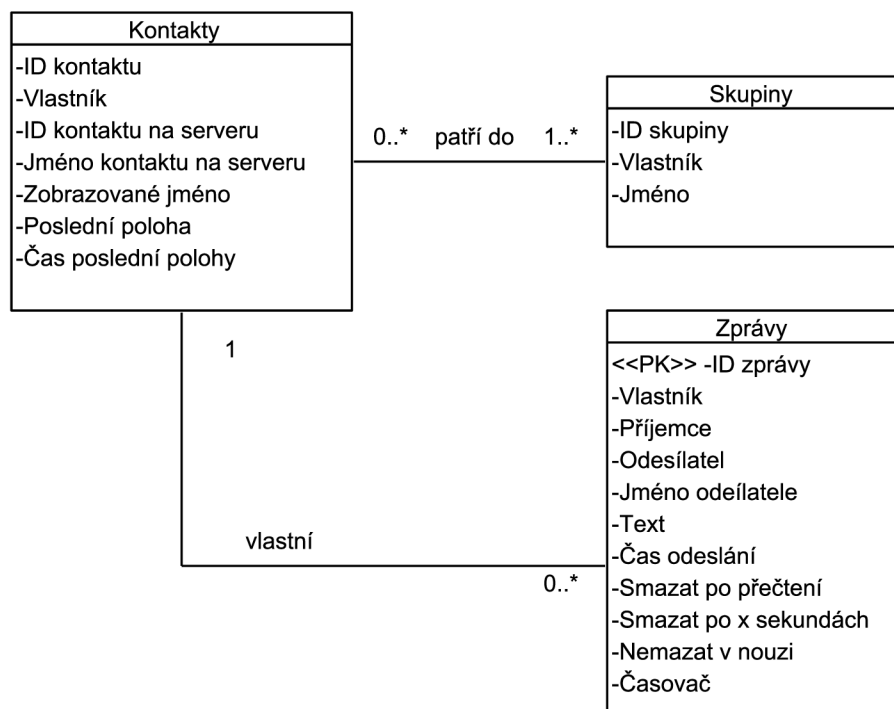 Kontakty
-ID kontaktu
-Vlastník
-ID kontaktu na serveru
-Jméno kontaktu na serveru
-Zobrazované jméno
-Poslední poloha
-Čas poslední polohy
0..* patří do 1..*
Skupiny
-ID skupiny
-Vlastník
-Jméno
1
vlastní
0..*
Zprávy
<<PK>> -ID zprávy
-Vlastník
-Příjemce
-Odesílatel
-Jméno odeílatele
-Text
-Čas odeslání
-Smazat po přečtení
-Smazat po x sekundách
-Nemazat v nouzi
-Časovač